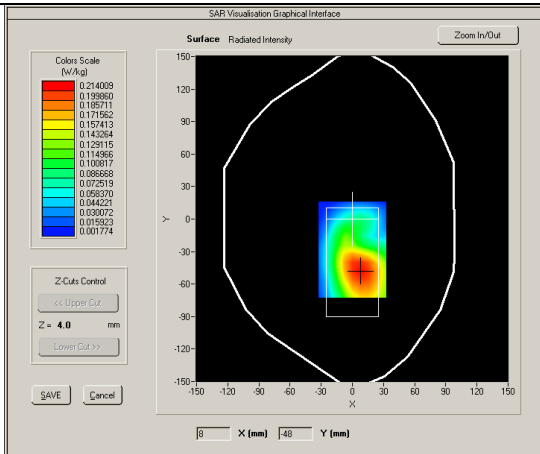 SAR Visualisation Graphical Interface
Surface Radiated Intensity
Zoom In/Out
Colors Scale
(W/kg)
0.214009
0.199860
0.185711
0.171562
0.157413
0.143264
0.129115
0.114966
0.100817
0.086668
0.072519
0.058370
0.044221
0.030072
0.015923
0.001774
150
120
90
60
30
0
-30
-60
-90
-120
-150
Y
-150 -120 -90 -60 -30 0 30 60 90 120 150
X
Z-Cuts Control
<< Upper Cut
Z = 4.0 mm
Lower Cut >>
SAVE Cancel
8 X (mm) -48 Y (mm)